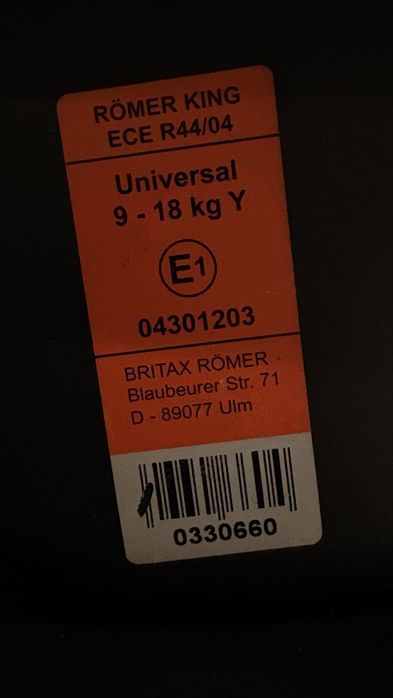 RÖMER KING
ECE R44/04
Universal
9 - 18 kg Y
E1
04301203
BRITAX RÖMER
Blaubeurer Str. 71
D - 89077 Ulm
0330660